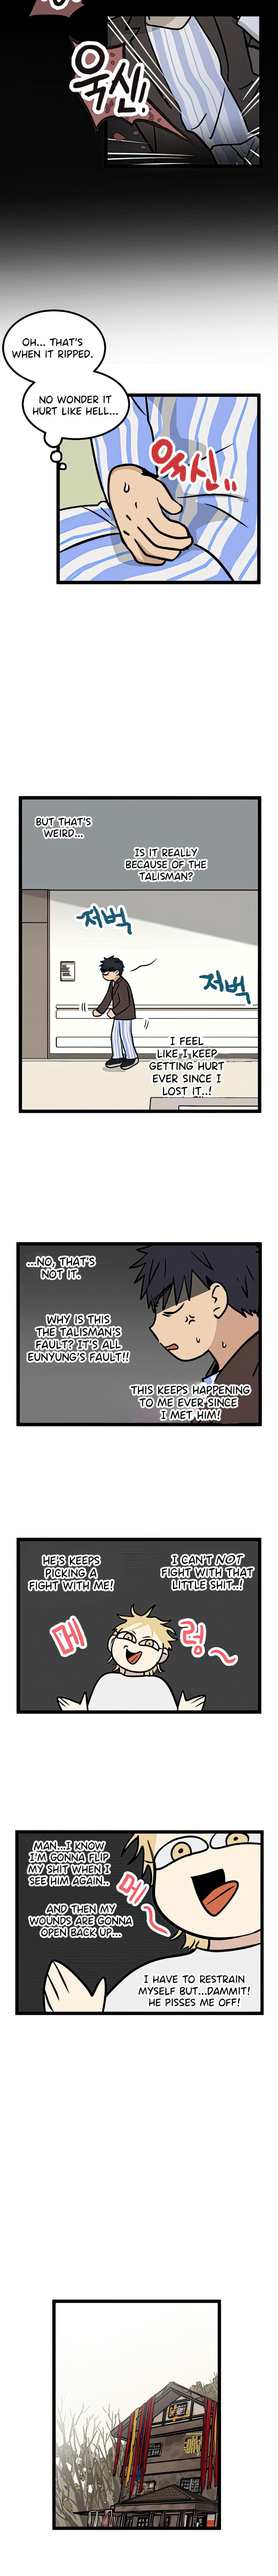 욱신!
OH... THAT'S
WHEN IT RIPPED.
NO WONDER IT
HURT LIKE HELL...
욱신..
BUT THAT'S
WEIRD...
IS IT REALLY
BECAUSE OF THE
TALISMAN?
저벅
저벅
I FEEL
LIKE I KEEP
GETTING HURT
EVER SINCE I
LOST IT..!
...NO, THAT'S
NOT IT.
WHY IS THIS
THE TALISMAN'S
FAULT? IT'S ALL
EUNYUNG'S FAULT!!
THIS KEEPS HAPPENING
TO ME EVER SINCE
I MET HIM!
HE'S KEEPS
PICKING A
FIGHT WITH ME!
I CAN'T NOT
FIGHT WITH THAT
LITTLE SHIT..!
메
렁~
MAN...I KNOW
I'M GONNA FLIP
MY SHIT WHEN I
SEE HIM AGAIN..
메~
AND THEN MY
WOUNDS ARE GONNA
OPEN BACK UP...
I HAVE TO RESTRAIN
MYSELF BUT...DAMMIT!
HE PISSES ME OFF!